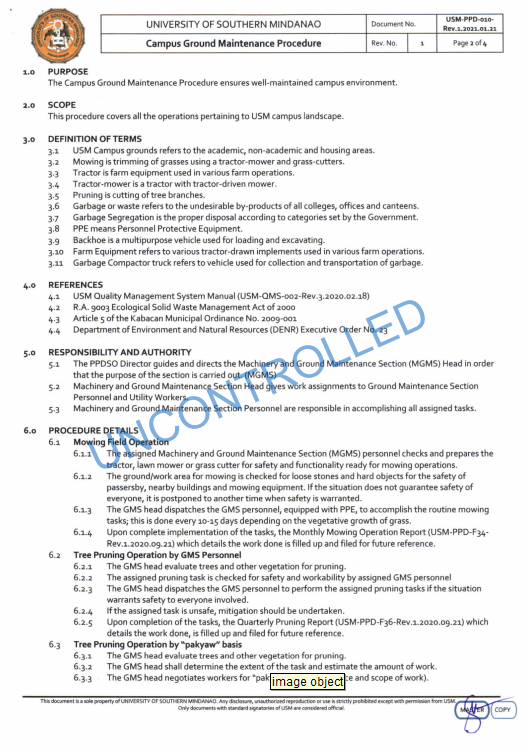 UNIVERSITY OF SOUTHERN MINDANAO
Document No.
USM-PPD-010-
Rev.1.2021.01.21
Campus Ground Maintenance Procedure
Rev. No.
1
Page 2 of 4
1.0 PURPOSE
The Campus Ground Maintenance Procedure ensures well-maintained campus environment.
2.0 SCOPE
This procedure covers all the operations pertaining to USM campus landscape.
3.0 DEFINITION OF TERMS
3.1 USM Campus grounds refers to the academic, non-academic and housing areas.
3.2 Mowing is trimming of grasses using a tractor-mower and grass-cutters.
3.3 Tractor is farm equipment used in various farm operations.
3.4 Tractor-mower is a tractor with tractor-driven mower.
3.5 Pruning is cutting of tree branches.
3.6 Garbage or waste refers to the undesirable by-products of all colleges, offices and canteens.
3.7 Garbage Segregation is the proper disposal according to categories set by the Government.
3.8 PPE means Personnel Protective Equipment.
3.9 Backhoe is a multipurpose vehicle used for loading and excavating.
3.10 Farm Equipment refers to various tractor-drawn implements used in various farm operations.
3.11 Garbage Compactor truck refers to vehicle used for collection and transportation of garbage.
4.0 REFERENCES
4.1 USM Quality Management System Manual (USM-QMS-002-Rev.3.2020.02.18)
4.2 R.A. 9003 Ecological Solid Waste Management Act of 2000
4.3 Article 5 of the Kabacan Municipal Ordinance No. 2009-001
4.4 Department of Environment and Natural Resources (DENR) Executive Order No. 23
5.0 RESPONSIBILITY AND AUTHORITY
5.1 The PPDSO Director guides and directs the Machinery and Ground Maintenance Section (MGMS) Head in order
that the purpose of the section is carried out. (MGMS)
5.2 Machinery and Ground Maintenance Section Head gives work assignments to Ground Maintenance Section
Personnel and Utility Workers.
5.3 Machinery and Ground Maintenance Section Personnel are responsible in accomplishing all assigned tasks.
UNCONTROLLED
6.0 PROCEDURE DETAILS
6.1 Mowing Field Operation
6.1.1 The assigned Machinery and Ground Maintenance Section (MGMS) personnel checks and prepares the
tractor, lawn mower or grass cutter for safety and functionality ready for mowing operations.
6.1.2 The ground/work area for mowing is checked for loose stones and hard objects for the safety of
passersby, nearby buildings and mowing equipment. If the situation does not guarantee safety of
everyone, it is postponed to another time when safety is warranted.
6.1.3 The GMS head dispatches the GMS personnel, equipped with PPE, to accomplish the routine mowing
tasks; this is done every 10-15 days depending on the vegetative growth of grass.
6.1.4 Upon complete implementation of the tasks, the Monthly Mowing Operation Report (USM-PPD-F34-
Rev.1.2020.09.21) which details the work done is filled up and filed for future reference.
6.2 Tree Pruning Operation by GMS Personnel
6.2.1 The GMS head evaluate trees and other vegetation for pruning.
6.2.2 The assigned pruning task is checked for safety and workability by assigned GMS personnel
6.2.3 The GMS head dispatches the GMS personnel to perform the assigned pruning tasks if the situation
warrants safety to everyone involved.
6.2.4 If the assigned task is unsafe, mitigation should be undertaken.
6.2.5 Upon completion of the tasks, the Quarterly Pruning Report (USM-PPD-F36-Rev.1.2020.09.21) which
details the work done, is filled up and filed for future reference.
6.3 Tree Pruning Operation by "pakyaw" basis
6.3.1 The GMS head evaluate trees and other vegetation for pruning.
6.3.2 The GMS head shall determine the extent of the task and estimate the amount of work.
6.3.3 The GMS head negotiates workers for and scope of work).
image object
This document is a sole property of UNIVERSITY OF SOUTHERN MINDANAO. Any disclosure, unauthorized reproduction or use is strictly prohibited except with permission from USM.
Only documents with standard signatories of USM are considered official.
MASTER COPY